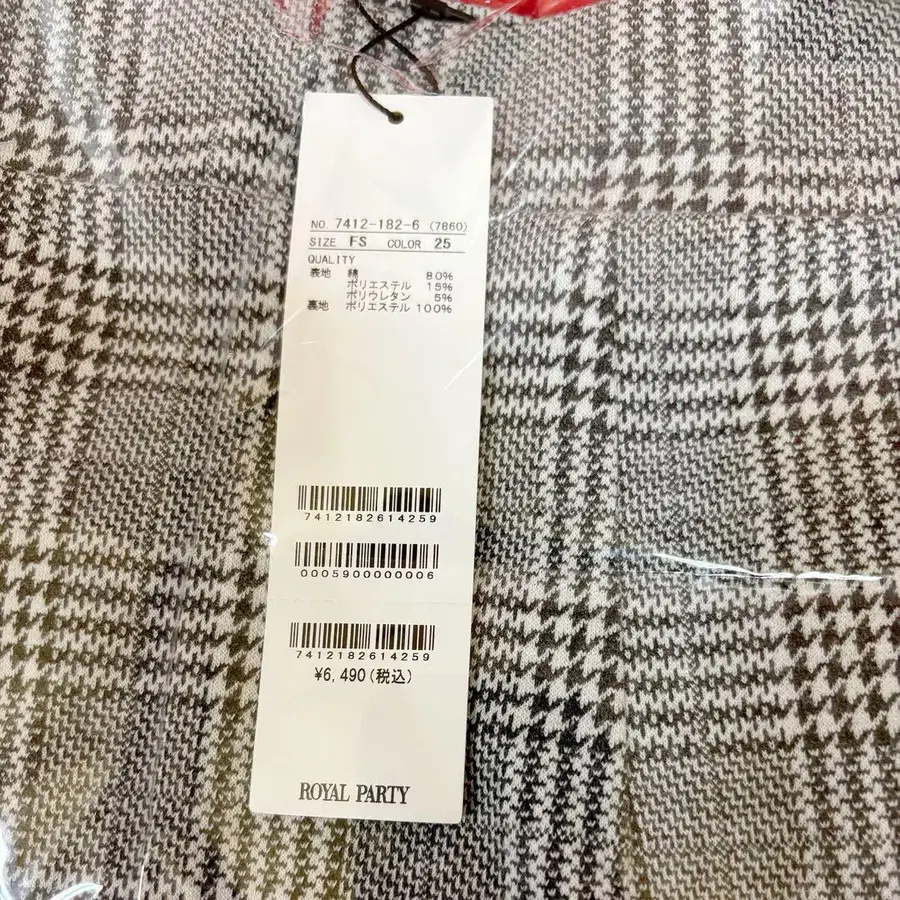 NO. 7412-182-6 (7860)
SIZE FS COLOR 25
QUALITY
表地 綿 80%
ポリエステル 15%
ポリウレタン 5%
裏地 ポリエステル 100%
7412182614259
0005900000006
7412182614259
¥6,490(税込)
ROYAL PARTY